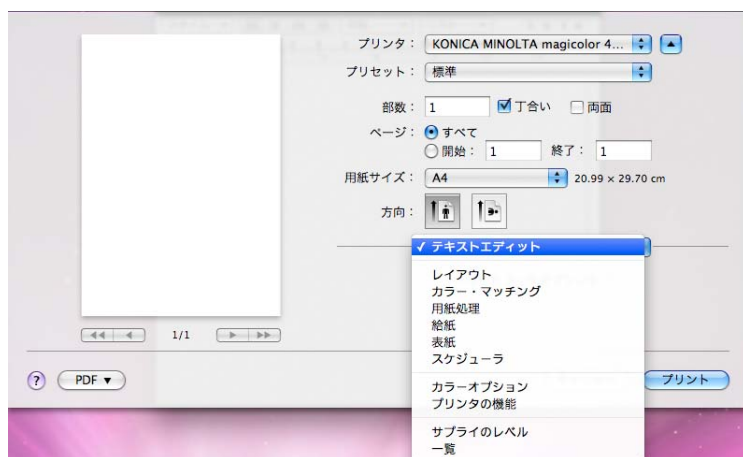 プリンタ： KONICA MINOLTA magicolor 4...
プリセット： 標準
部数： 1 丁合い 両面
ページ： すべて
開始： 1 終了： 1
用紙サイズ： A4 20.99 × 29.70 cm
方向：
✓ テキストエディット
レイアウト
カラー・マッチング
用紙処理
給紙
表紙
スケジューラ
1/1
? PDF ▼
カラーオプション
プリンタの機能
プリント
サプライのレベル
一覧